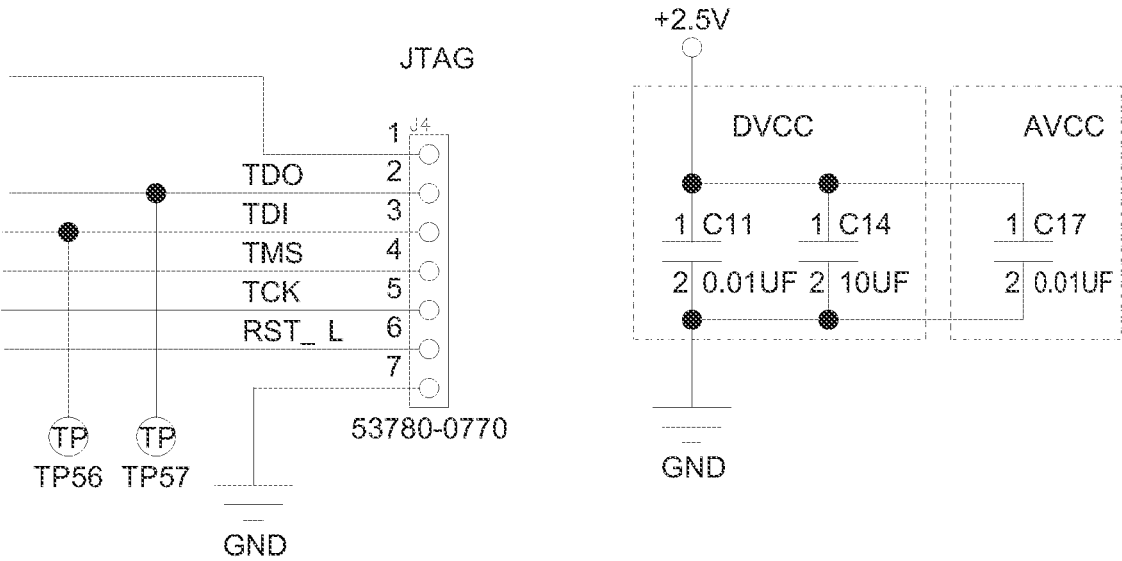 JTAG
J4
1
2
TDO
3
TDI
4
TMS
5
TCK
6
RST_ L
7
53780-0770
TP
TP
TP56
TP57
GND
+2.5V
DVCC
AVCC
1 C11
1 C14
1 C17
2 0.01UF
2 10UF
2 0.01UF
GND